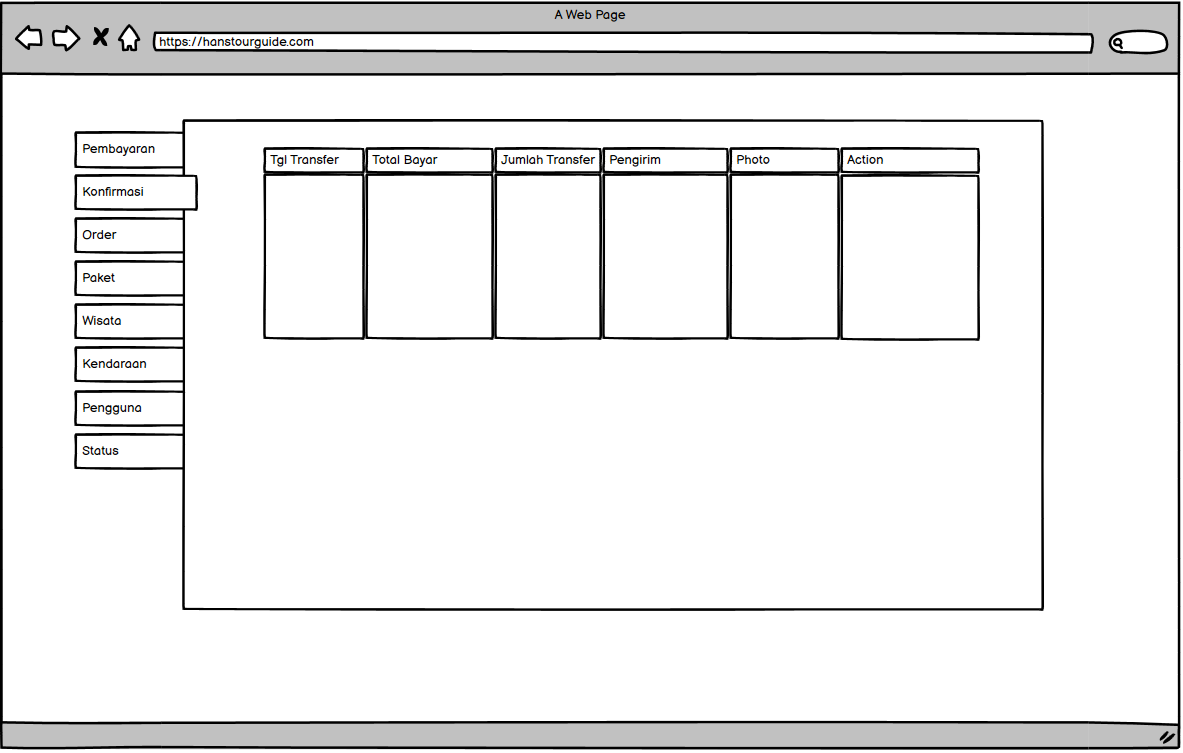 A Web Page
https://hanstourguide.com
Pembayaran
Konfirmasi
Order
Paket
Wisata
Kendaraan
Pengguna
Status
Tgl Transfer Total Bayar Jumlah Transfer Pengirim Photo Action